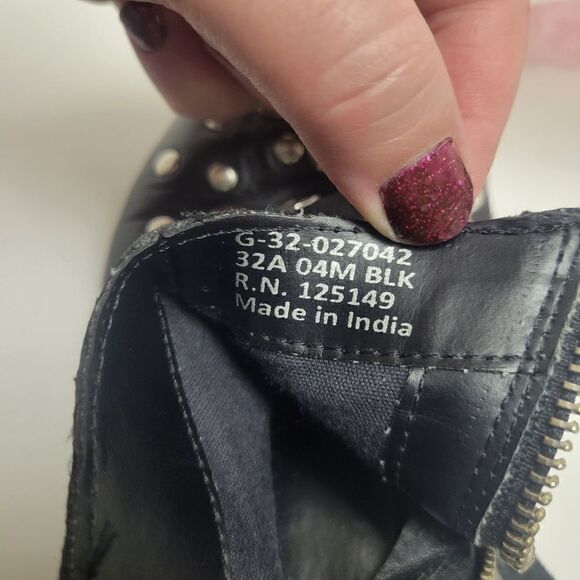 G-32-027042
32A 04M BLK
R.N. 125149
Made in India